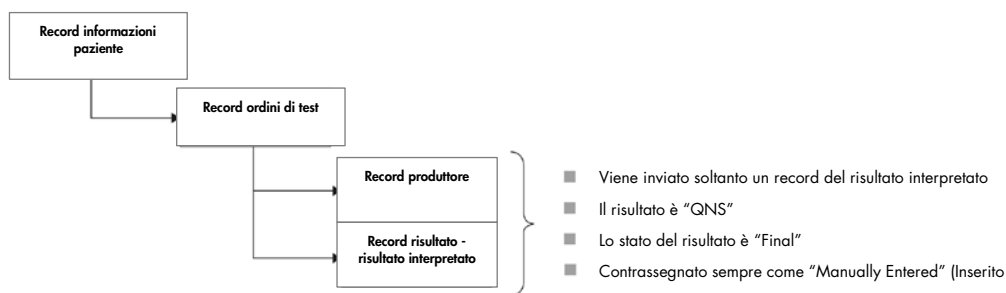 Record informazioni
paziente
Record ordini di test
Record produttore
Record risultato -
risultato interpretato
Viene inviato soltanto un record del risultato interpretato
Il risultato è “QNS”
Lo stato del risultato è “Final”
Contrassegnato sempre come “Manually Entered” (Inserito